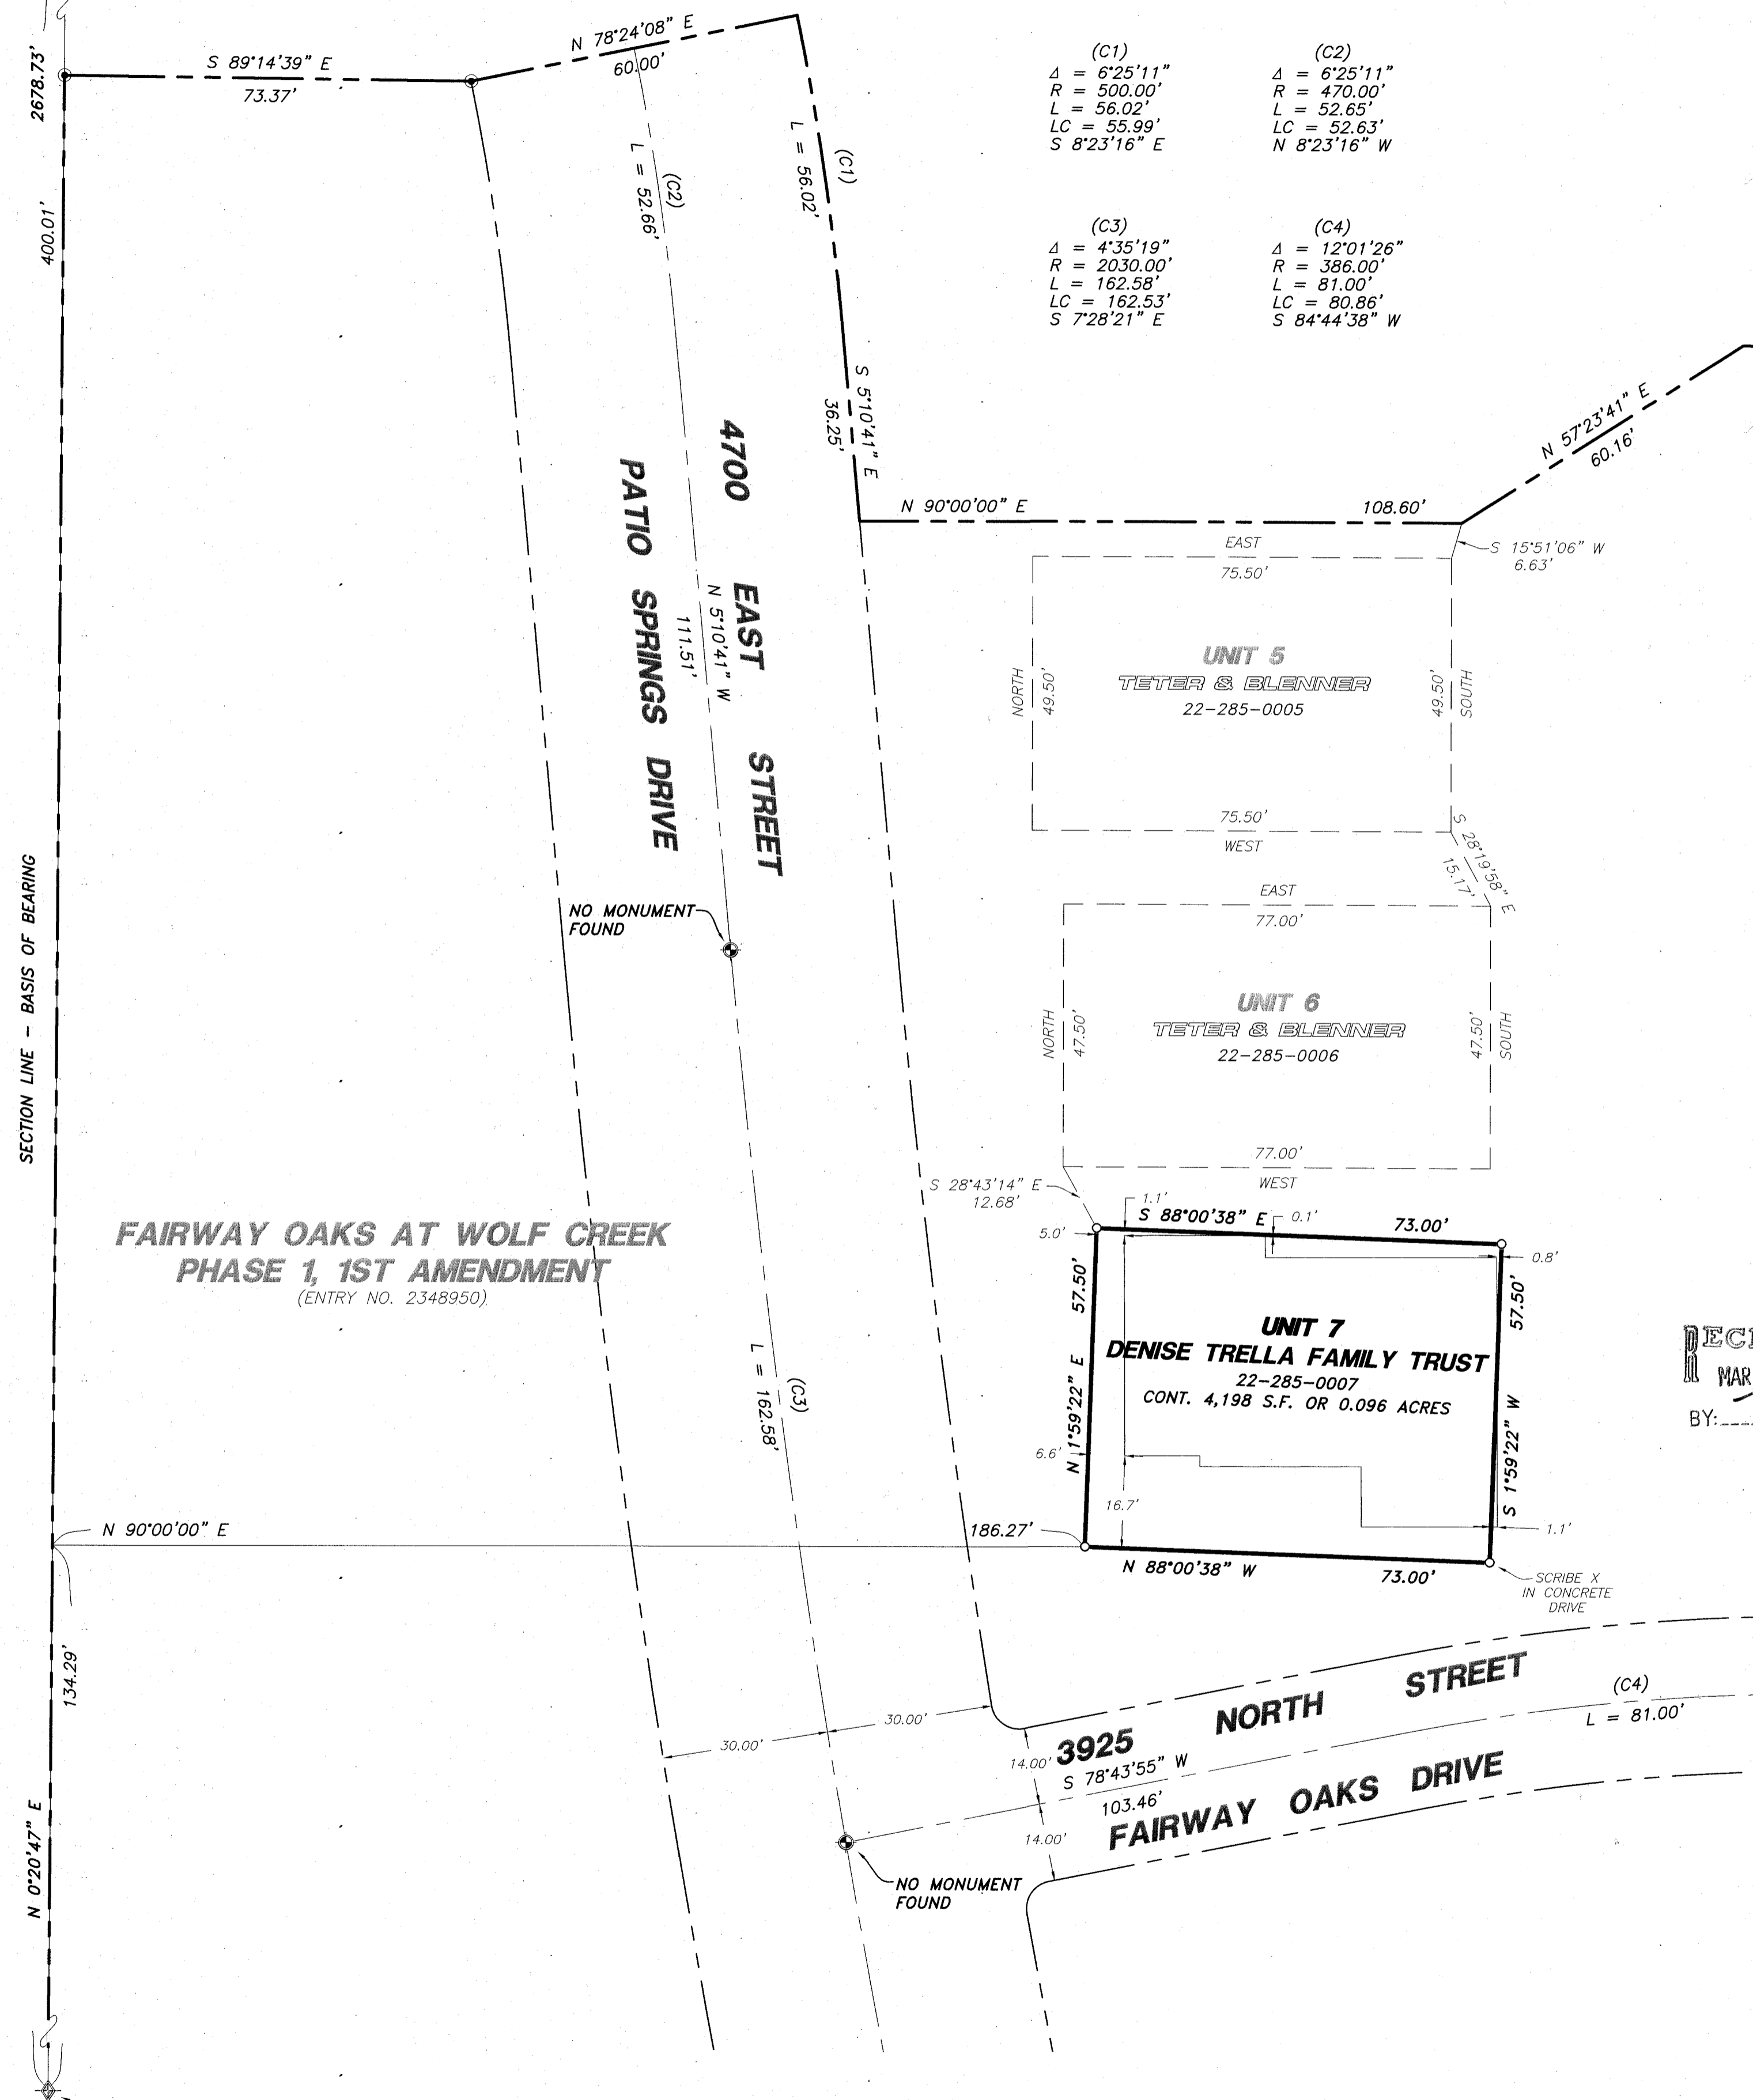 2678.73'
S 89°14'39" E
73.37'
N 78°24'08" E
60.00'
400.01'
L = 52.66'
(C2)
L = 56.02'
(C1)
(C1)
Δ = 6°25'11"
R = 500.00'
L = 56.02'
LC = 55.99'
S 8°23'16" E
(C2)
Δ = 6°25'11"
R = 470.00'
L = 52.65'
LC = 52.63'
N 8°23'16" W
(C3)
Δ = 4°35'19"
R = 2030.00'
L = 162.58'
LC = 162.53'
S 7°28'21" E
(C4)
Δ = 12°01'26"
R = 386.00'
L = 81.00'
LC = 80.86'
S 84°44'38" W
S 5°10'41" E
36.25'
N 57°23'41" E
60.16'
N 90°00'00" E
108.60'
S 15°51'06" W
6.63'
4700 EAST STREET
PATIO SPRINGS DRIVE
N 5°10'41" W
111.51'
EAST
75.50'
NORTH
49.50'
UNIT 5
TETER & BLENNER
22-285-0005
49.50'
SOUTH
75.50'
WEST
S 28°19'58" E
15.17'
SECTION LINE - BASIS OF BEARING
NO MONUMENT
FOUND
EAST
77.00'
NORTH
47.50'
UNIT 6
TETER & BLENNER
22-285-0006
47.50'
SOUTH
77.00'
WEST
S 28°43'14" E
12.68'
FAIRWAY OAKS AT WOLF CREEK
PHASE 1, 1ST AMENDMENT
(ENTRY NO. 2348950)
1.1'
S 88°00'38" E
0.1'
73.00'
5.0'
0.8'
57.50'
N 1°59'22" E
57.50'
S 1°59'22" W
UNIT 7
DENISE TRELLA FAMILY TRUST
22-285-0007
CONT. 4,198 S.F. OR 0.096 ACRES
6.6'
16.7'
1.1'
MAR
BY:
L = 162.58'
(C3)
N 90°00'00" E
186.27'
N 88°00'38" W
73.00'
SCRIBE X
IN CONCRETE
DRIVE
134.29'
N 0°20'47" E
30.00'
30.00'
14.00'
14.00'
3925 NORTH STREET
S 78°43'55" W
103.46'
FAIRWAY OAKS DRIVE
(C4)
L = 81.00'
NO MONUMENT
FOUND